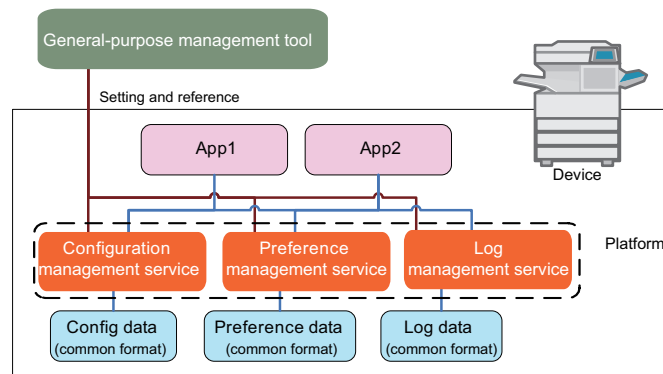 General-purpose management tool
Setting and reference
App1
App2
Device
Configuration
management service
Preference
management service
Log
management service
Platform
Config data
(common format)
Preference data
(common format)
Log data
(common format)